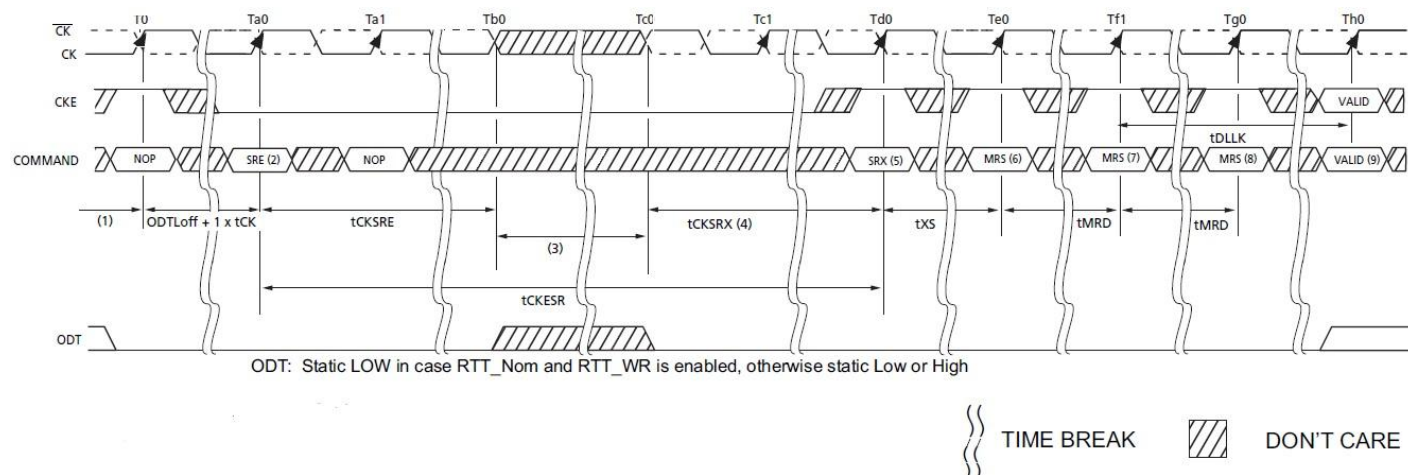 T0 Ta0 Ta1 Tb0 Tc0 Tc1 Td0 Te0 Tf1 Tg0 Th0
CK
CK
CKE VALID
tDLLK
COMMAND NOP SRE (2) NOP SRX (5) MRS (6) MRS (7) MRS (8) VALID (9)
(1) ODTLoff + 1 x tCK tCKSRE tCKSRX (4) tXS tMRD tMRD
(3)
tCKESR
ODT
ODT: Static LOW in case RTT_Nom and RTT_WR is enabled, otherwise static Low or High
TIME BREAK DON'T CARE